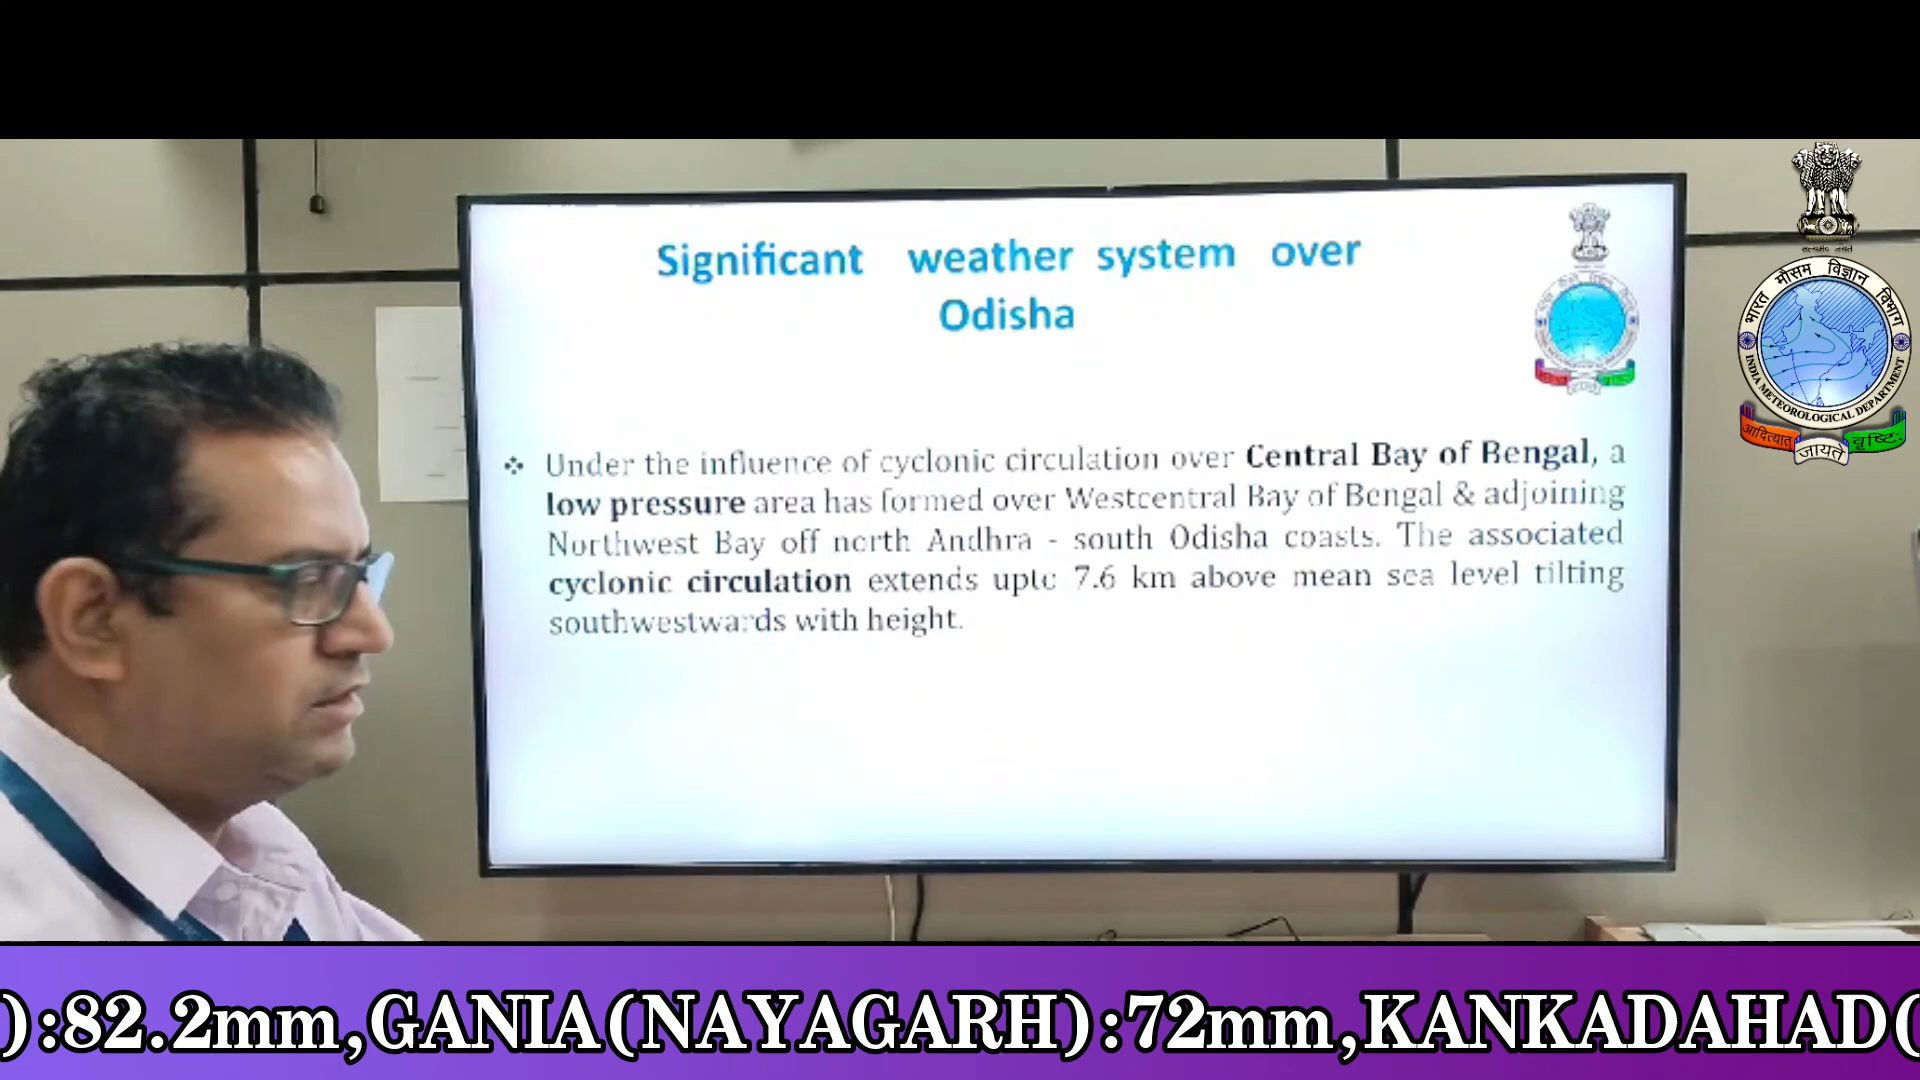 Significant weather system over
Odisha
❖ Under the influence of cyclonic circulation over Central Bay of Bengal, a
low pressure area has formed over Westcentral Bay of Bengal & adjoining
Northwest Bay off north Andhra - south Odisha coasts. The associated
cyclonic circulation extends upto 7.6 km above mean sea level tilting
southwestwards with height.
सत्यमेव जयते
भारत मौसम विज्ञान विभाग
INDIA METEOROLOGICAL DEPARTMENT
आदित्यात् जायते वृष्टिः
):82.2mm,GANIA(NAYAGARH):72mm,KANKADAHAD(